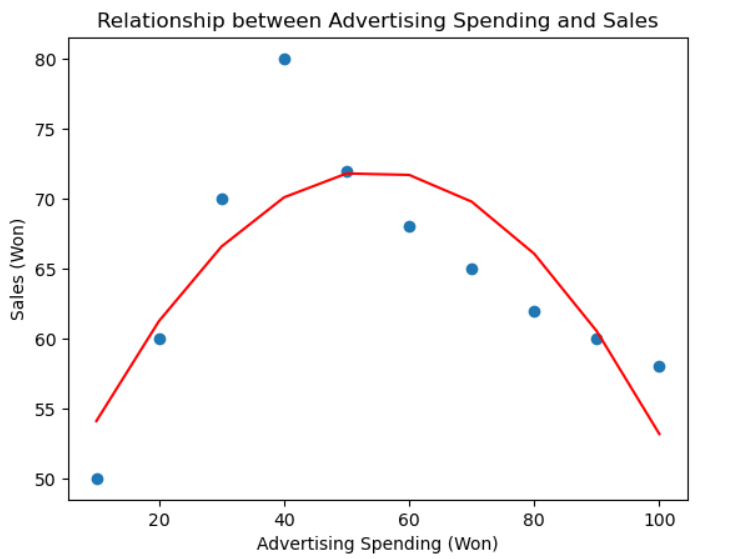 Relationship between Advertising Spending and Sales
Sales (Won)
80
75
70
65
60
55
50
20 40 60 80 100
Advertising Spending (Won)